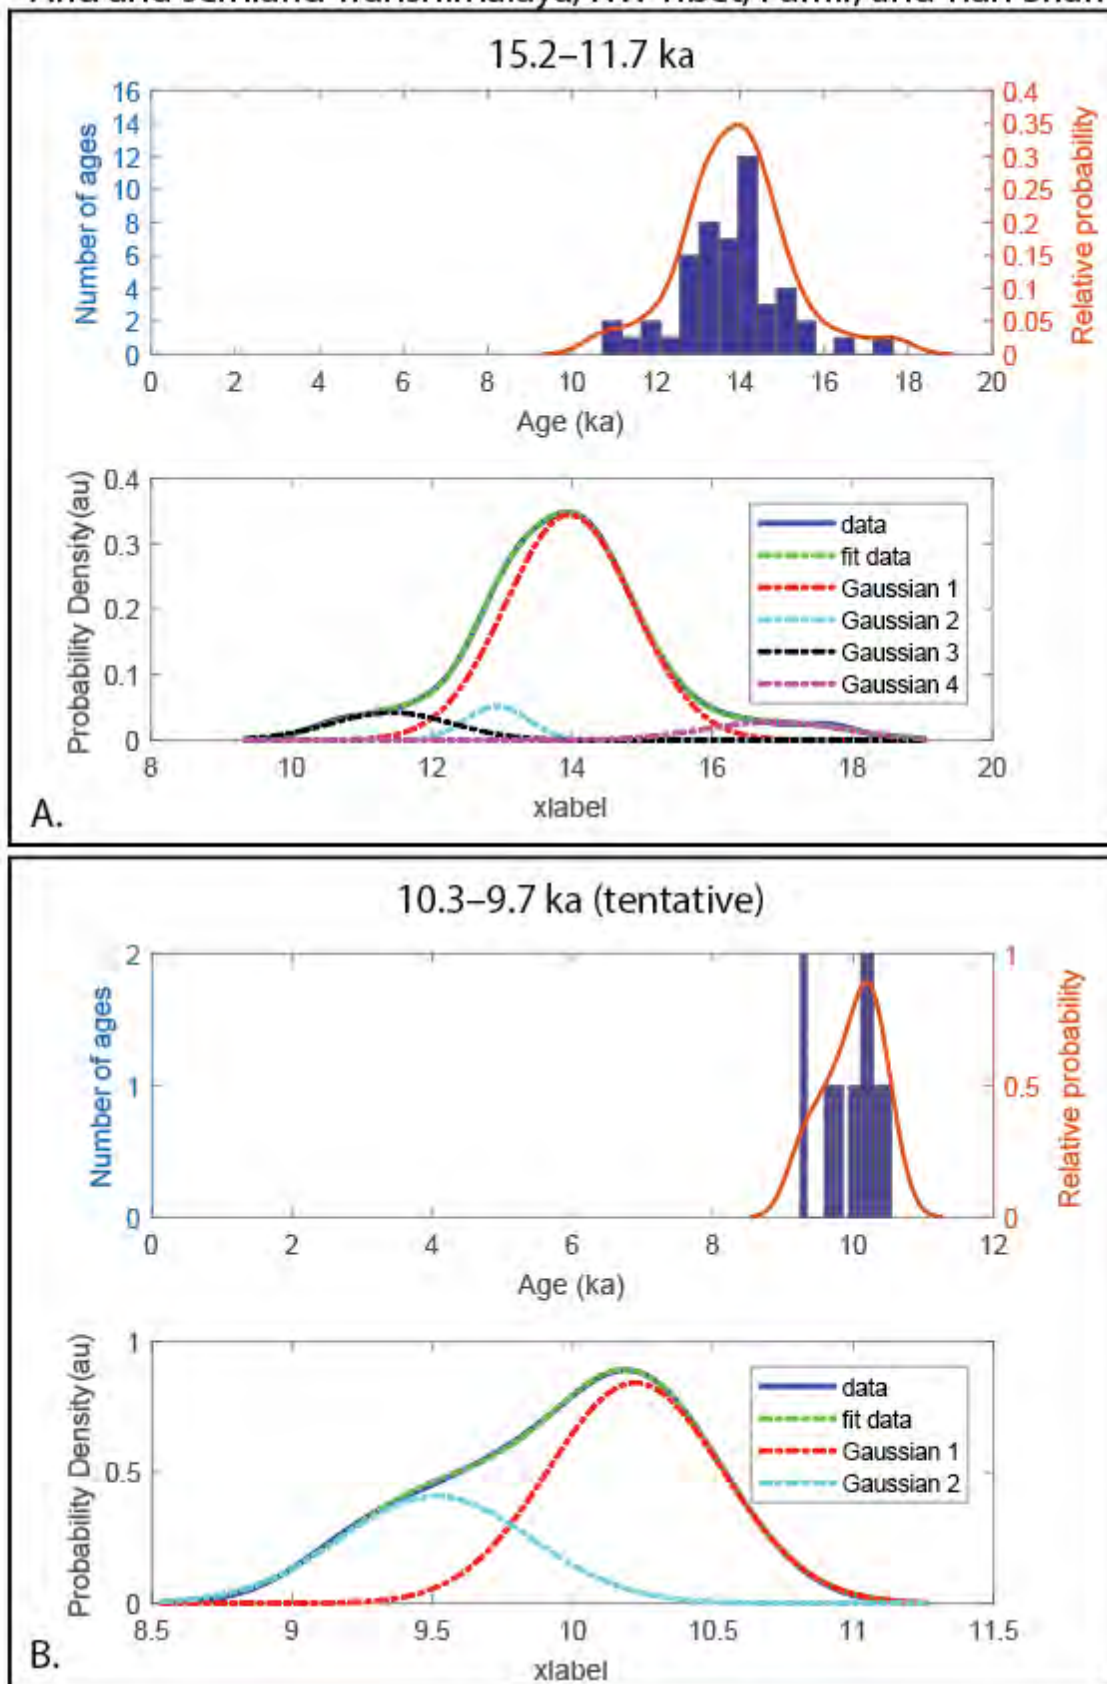 15.2–11.7 ka
16
14
12
10
8
6
4
2
0
Number of ages
0.4
0.35
0.3
0.25
0.2
0.15
0.1
0.05
0
Relative probability
0 2 4 6 8 10 12 14 16 18 20
Age (ka)
0.4
0.3
0.2
0.1
0
Probability Density(au)
data
fit data
Gaussian 1
Gaussian 2
Gaussian 3
Gaussian 4
8 10 12 14 16 18 20
xlabel
A.
10.3–9.7 ka (tentative)
2
1
0
Number of ages
1
0.5
0
Relative probability
0 2 4 6 8 10 12
Age (ka)
1
0.5
0
Probability Density(au)
data
fit data
Gaussian 1
Gaussian 2
8.5 9 9.5 10 10.5 11 11.5
xlabel
B.